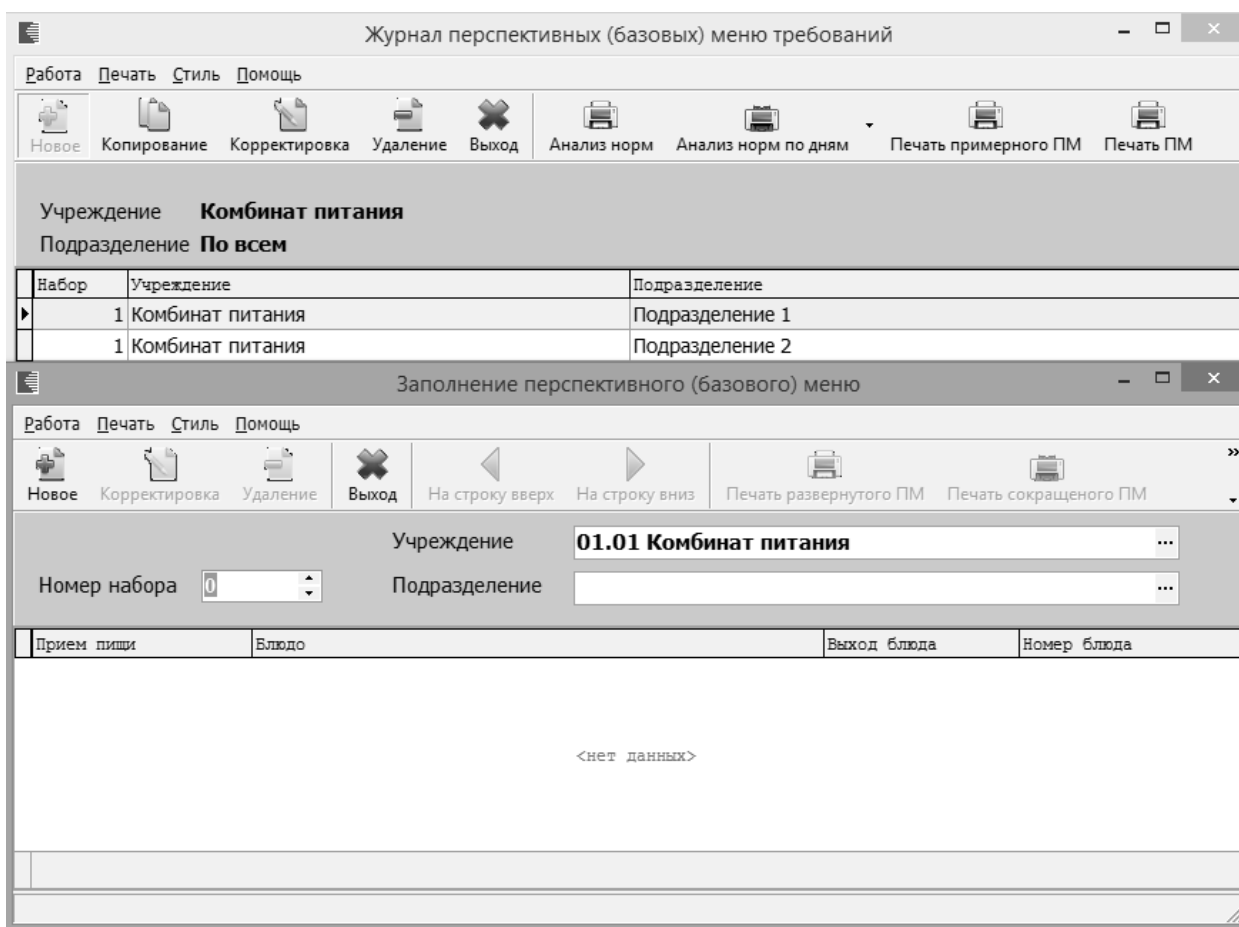 Журнал перспективных (базовых) меню требований
Работа Печать Стиль Помощь
Новое Копирование Корректировка Удаление Выход Анализ норм Анализ норм по дням Печать примерного ПМ Печать ПМ
Учреждение Комбинат питания
Подразделение По всем
Набор Учреждение Подразделение
1 Комбинат питания Подразделение 1
1 Комбинат питания Подразделение 2
Заполнение перспективного (базового) меню
Работа Печать Стиль Помощь
Новое Корректировка Удаление Выход На строку вверх На строку вниз Печать развернутого ПМ Печать сокращеного ПМ
Учреждение 01.01 Комбинат питания ...
Номер набора 0 Подразделение ...
Прием пищи Блюдо Выход блюда Номер блюда
<нет данных>